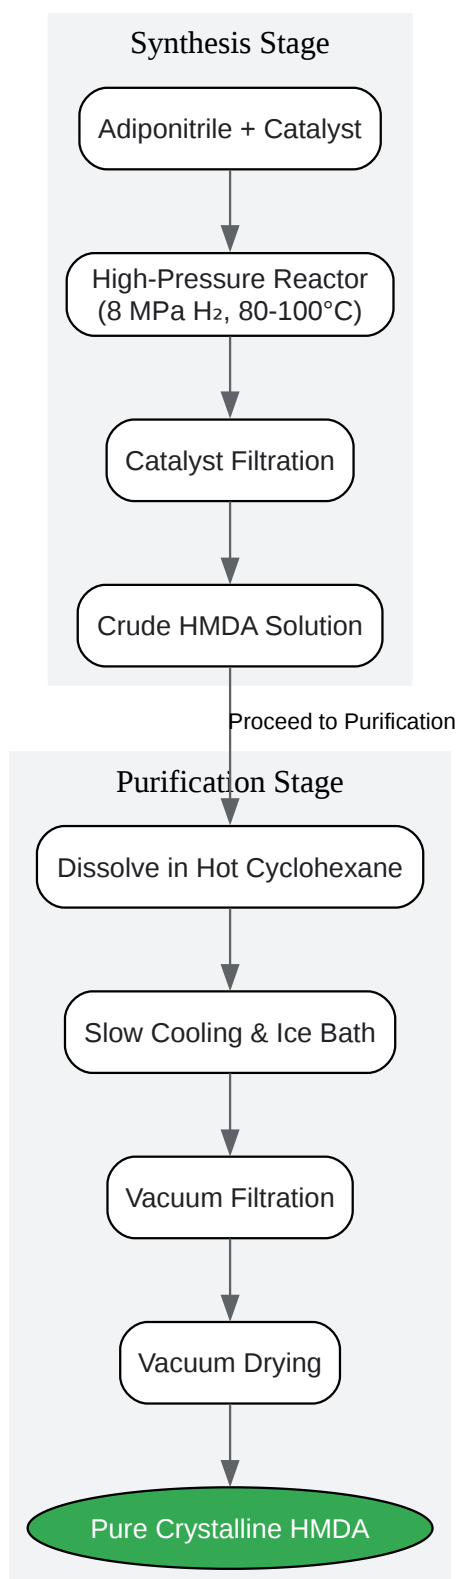 Synthesis Stage
Adiponitrile + Catalyst
High-Pressure Reactor
(8 MPa H₂, 80-100°C)
Catalyst Filtration
Crude HMDA Solution
Proceed to Purification
Purification Stage
Dissolve in Hot Cyclohexane
Slow Cooling & Ice Bath
Vacuum Filtration
Vacuum Drying
Pure Crystalline HMDA